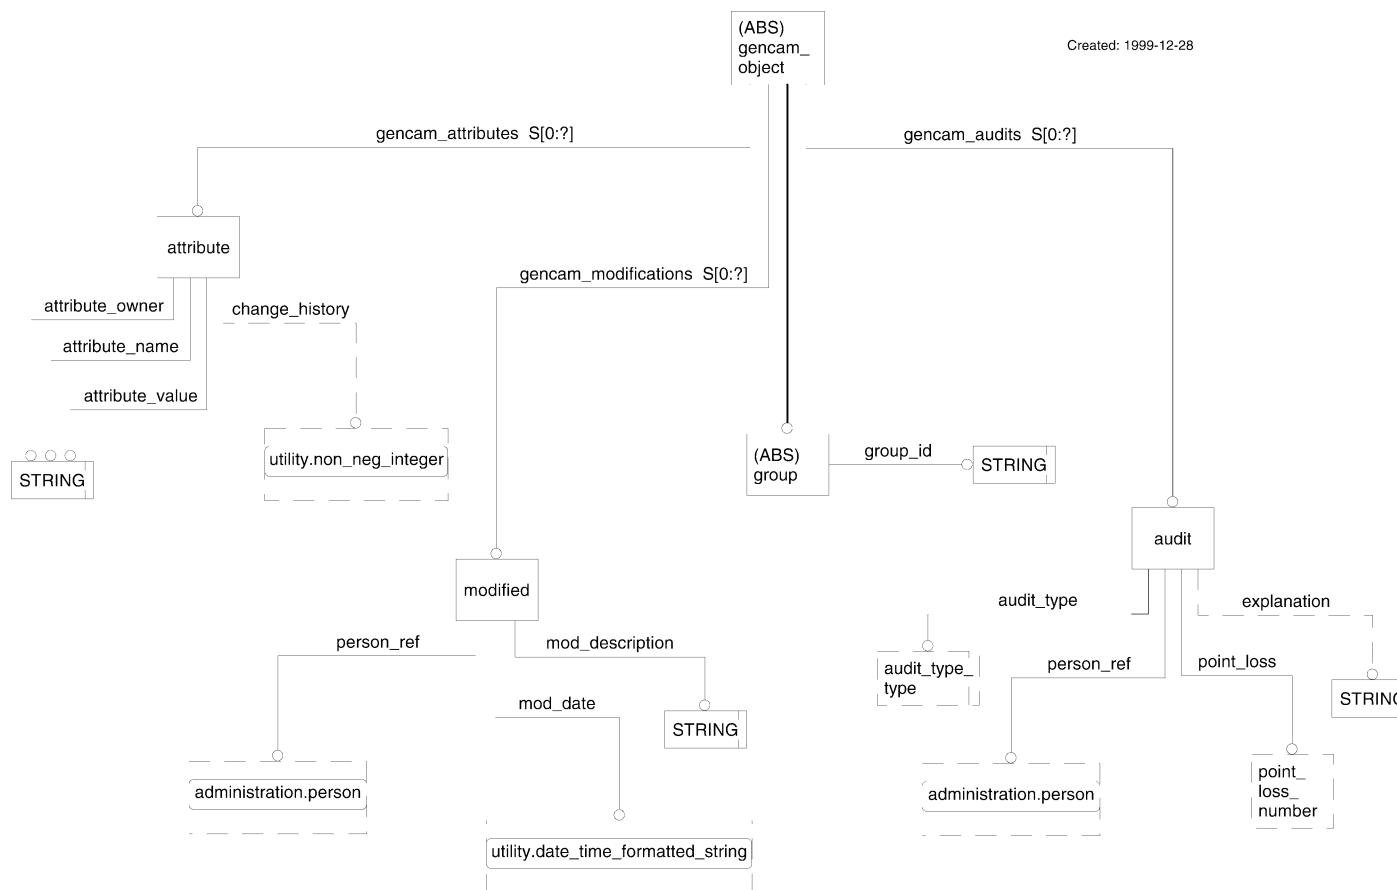 (ABS)
gencam_
object
Created: 1999-12-28
gencam_attributes S[0:?]
gencam_audits S[0:?]
attribute
gencam_modifications S[0:?]
attribute_owner
change_history
attribute_name
attribute_value
utility.non_neg_integer
(ABS)
group
group_id
STRING
STRING
audit
modified
audit_type
explanation
person_ref
mod_description
audit_type_
type
person_ref
point_loss
STRING
mod_date
STRING
administration.person
administration.person
point_
loss_
number
utility.date_time_formatted_string